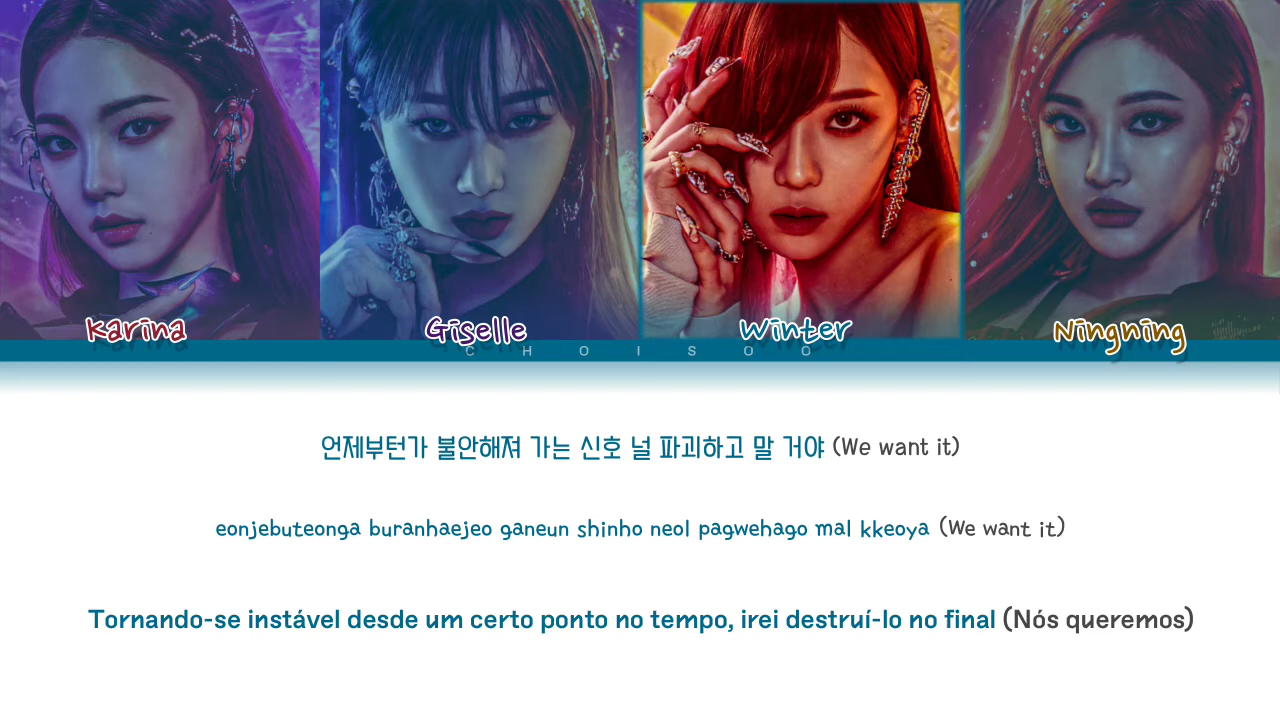 Karina Giselle Winter Ningning
CHOISOO
언제부턴가 불안해져 가는 신호 널 파괴하고 말 거야 (We want it)
eonjebuteonga buranhaejeo ganeun shinho neol pagwehago mal kkeoya (We want it)
Tornando-se instável desde um certo ponto no tempo, irei destruí-lo no final (Nós queremos)